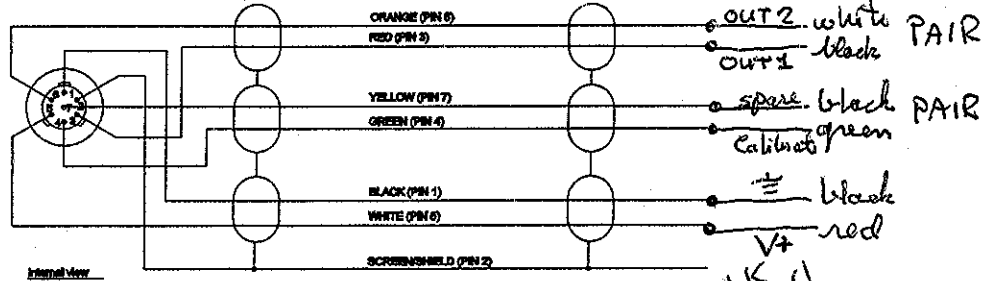 ORANGE (PIN 6) OUT 2 white PAIR
RED (PIN 3) OUT 1 black
YELLOW (PIN 7) spare black PAIR
GREEN (PIN 4) green
BLACK (PIN 1) black
WHITE (PIN 5) V+ red
SCREEN/SHIELD (PIN 2)
Internal View